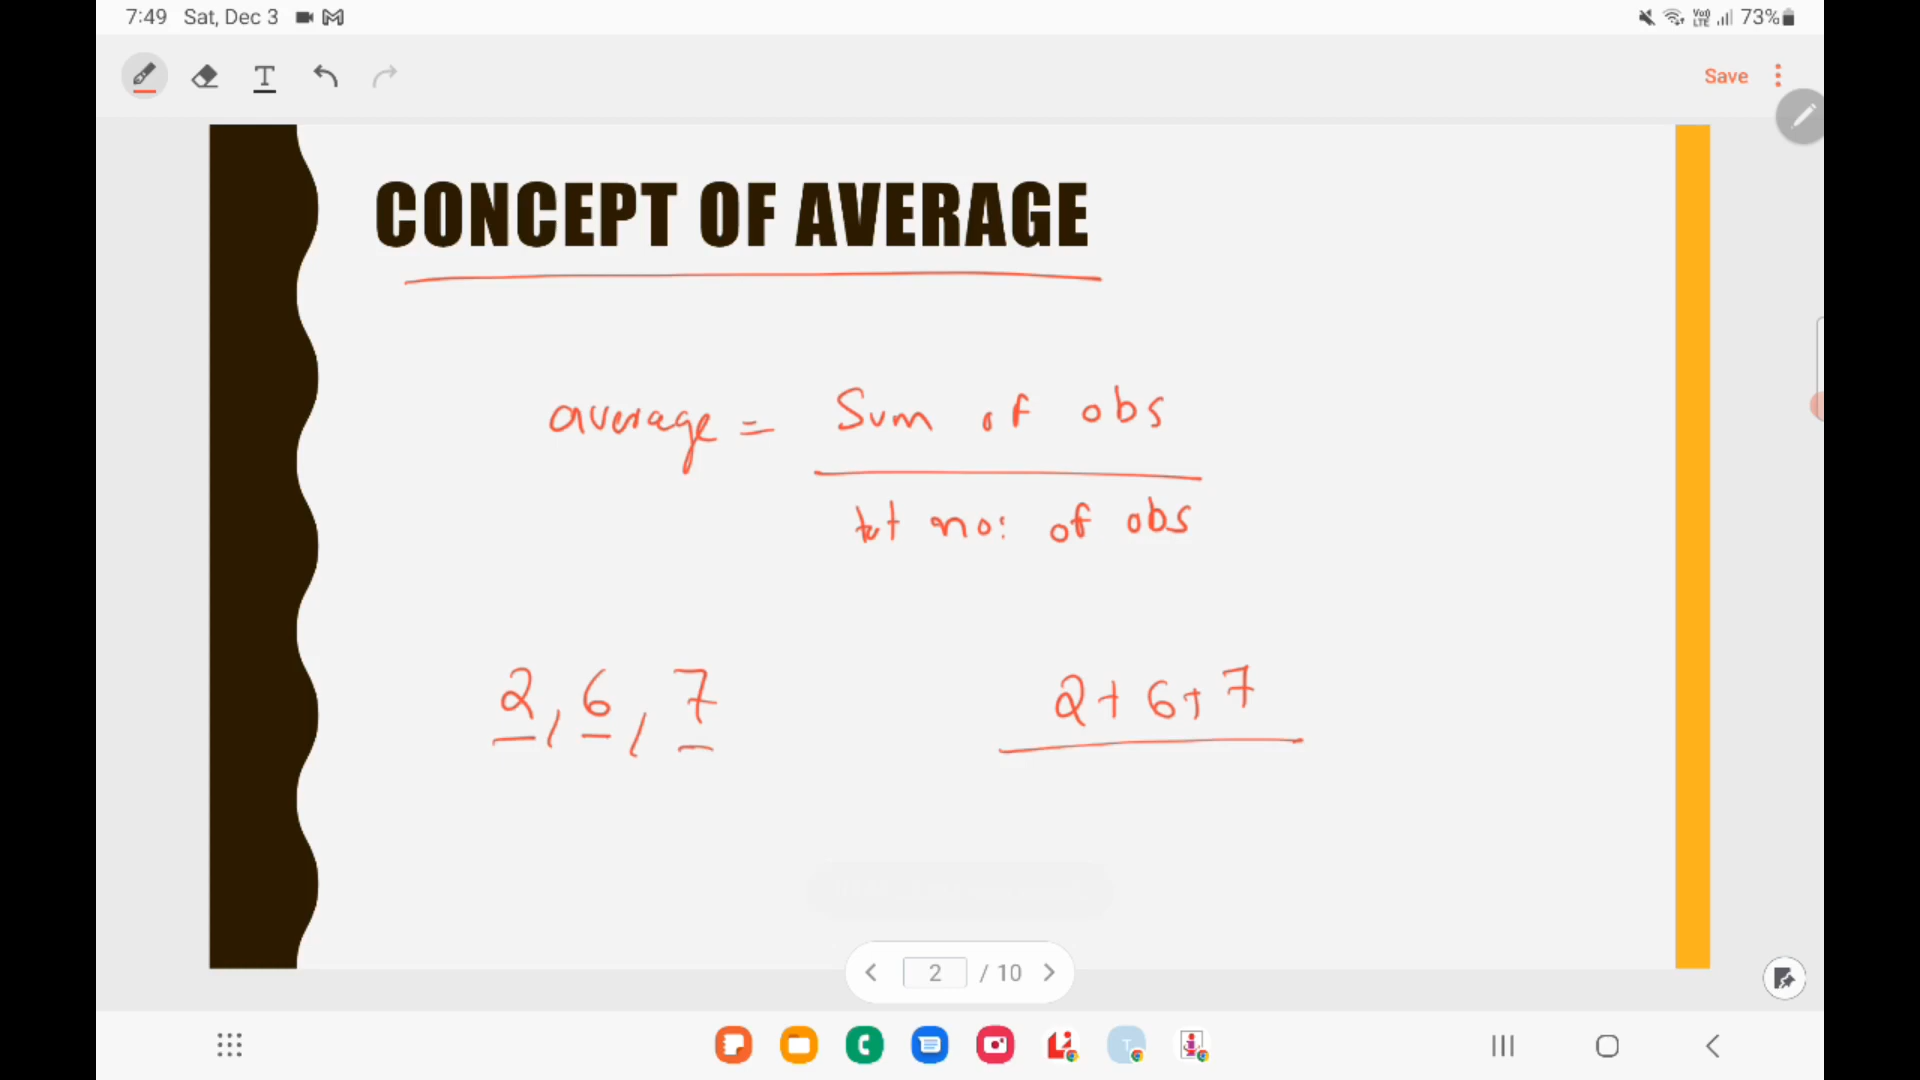 7:49 Sat, Dec 3
73%
Save
CONCEPT OF AVERAGE
average = Sum of obs
tot no: of obs
2, 6, 7
2+6+7
2 / 10